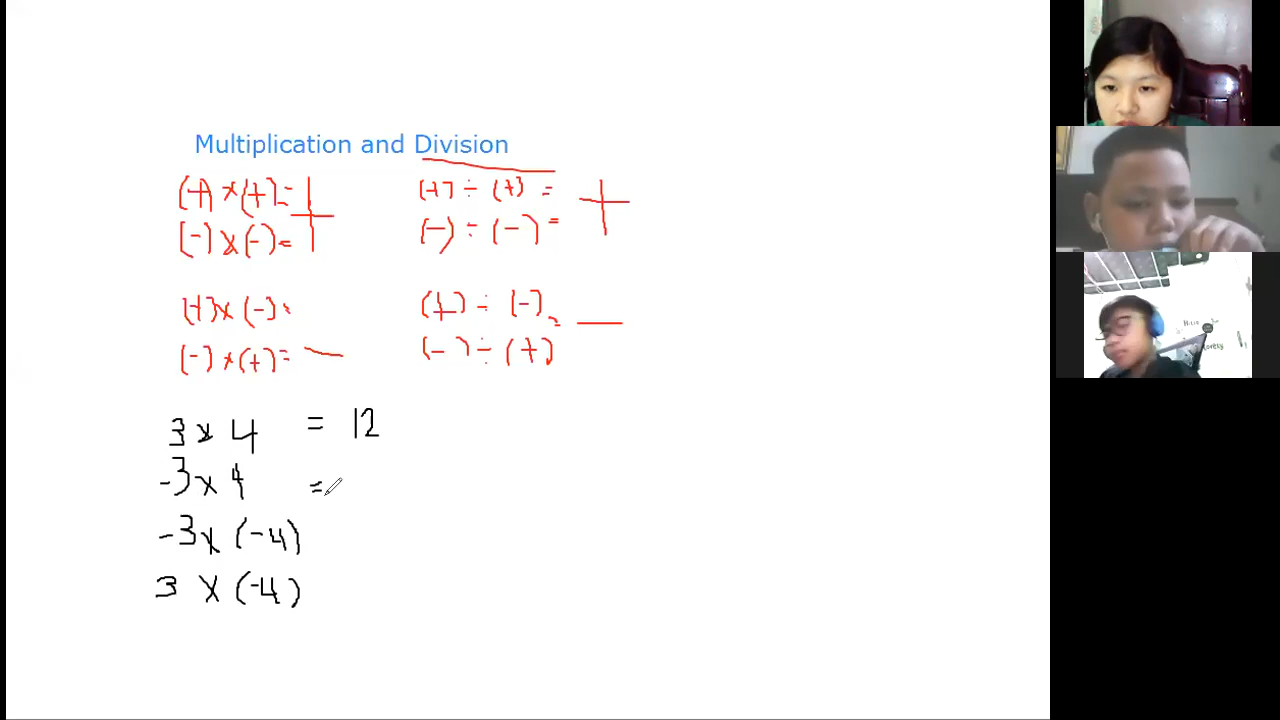 Multiplication and Division
(+) × (+) = +
(-) × (-) =
(+) × (-) =
(-) × (+) = -
(+) ÷ (+) = +
(-) ÷ (-) =
(+) ÷ (-) = -
(-) ÷ (+)
3 × 4 = 12
-3 × 4 =
-3 × (-4)
3 × (-4)